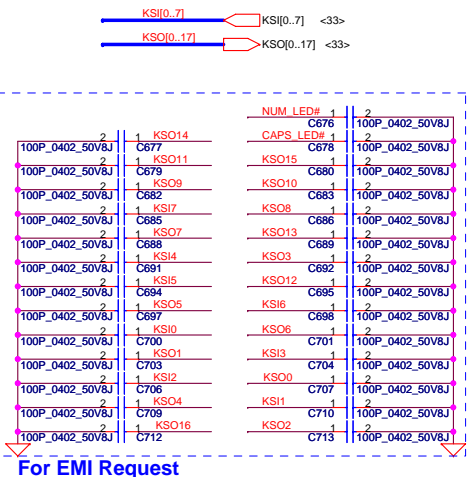 KSI[0..7] KSI[0..7] <33>
KSO[0..17] KSO[0..17] <33>
NUM_LED# 1 2
C676 100P_0402_50V8J
2 1 KSO14 CAPS_LED# 1 2
100P_0402_50V8J C677 C678 100P_0402_50V8J
2 1 KSO11 KSO15 1 2
100P_0402_50V8J C679 C680 100P_0402_50V8J
2 1 KSO9 KSO10 1 2
100P_0402_50V8J C682 C683 100P_0402_50V8J
2 1 KSI7 KSO8 1 2
100P_0402_50V8J C685 C686 100P_0402_50V8J
2 1 KSO7 KSO13 1 2
100P_0402_50V8J C688 C689 100P_0402_50V8J
2 1 KSI4 KSO3 1 2
100P_0402_50V8J C691 C692 100P_0402_50V8J
2 1 KSI5 KSO12 1 2
100P_0402_50V8J C694 C695 100P_0402_50V8J
2 1 KSO5 KSI6 1 2
100P_0402_50V8J C697 C698 100P_0402_50V8J
2 1 KSI0 KSO6 1 2
100P_0402_50V8J C700 C701 100P_0402_50V8J
2 1 KSO1 KSI3 1 2
100P_0402_50V8J C703 C704 100P_0402_50V8J
2 1 KSI2 KSO0 1 2
100P_0402_50V8J C706 C707 100P_0402_50V8J
2 1 KSO4 KSI1 1 2
100P_0402_50V8J C709 C710 100P_0402_50V8J
2 1 KSO16 KSO2 1 2
100P_0402_50V8J C712 C713 100P_0402_50V8J
For EMI Request